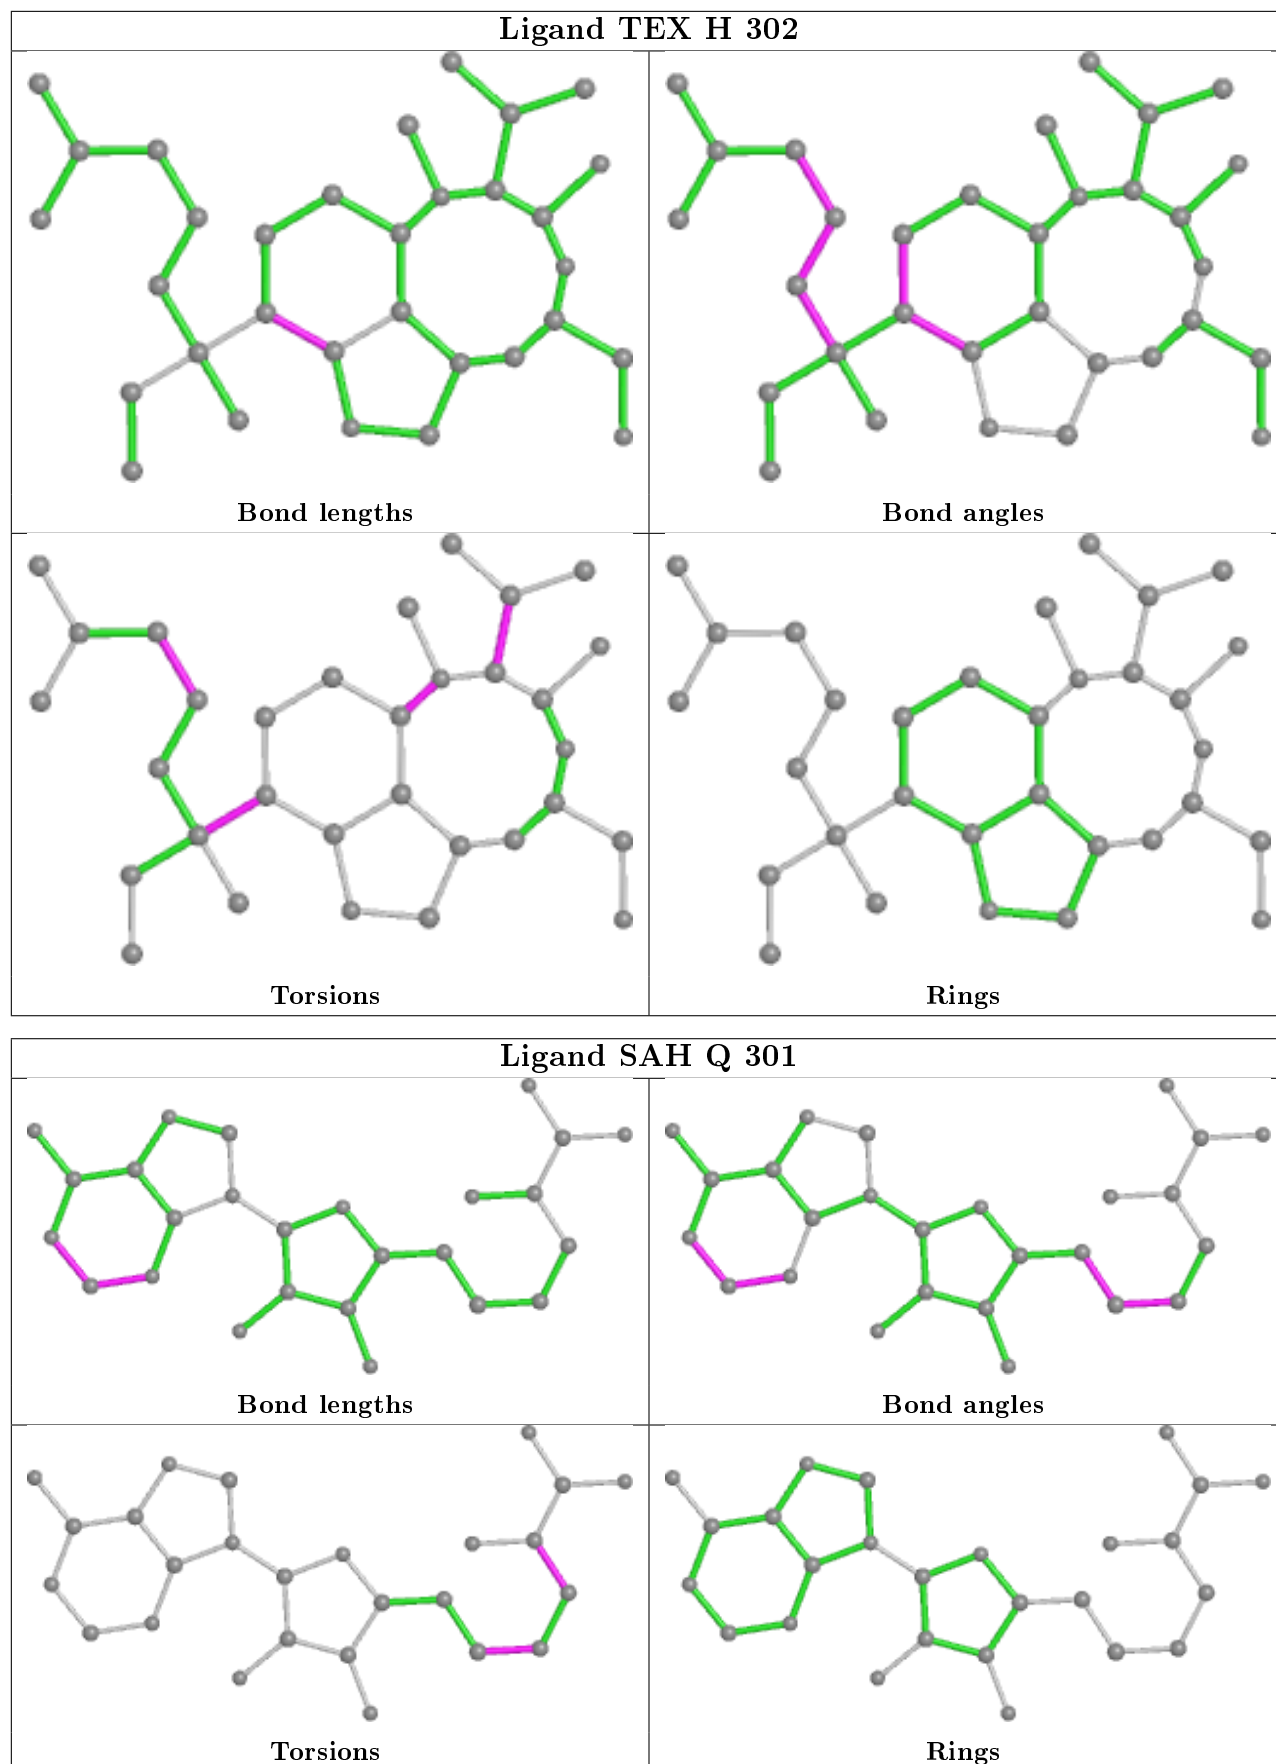 Ligand TEX H 302
Bond lengths
Bond angles
Torsions
Rings
Ligand SAH Q 301
Bond lengths
Bond angles
Torsions
Rings